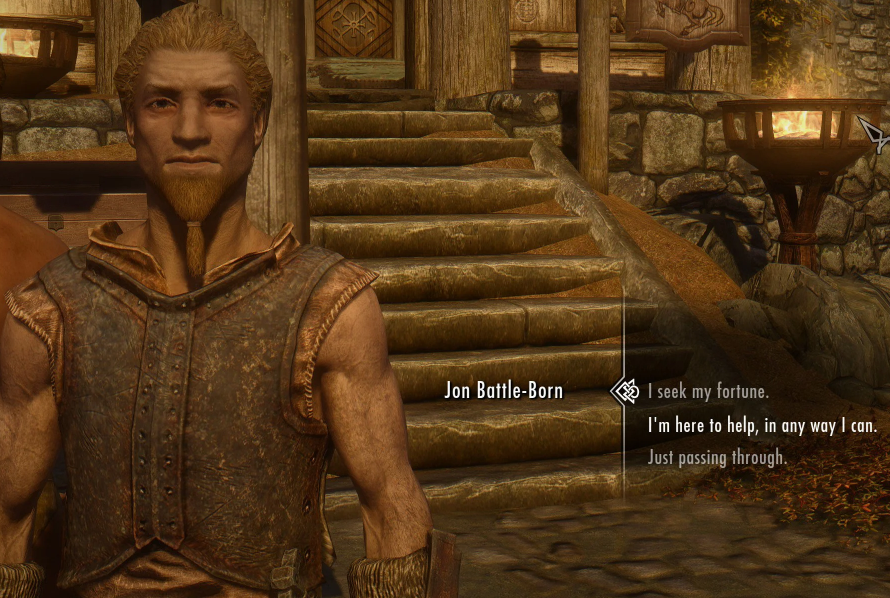 Jon Battle-Born
I seek my fortune.
I'm here to help, in any way I can.
Just passing through.